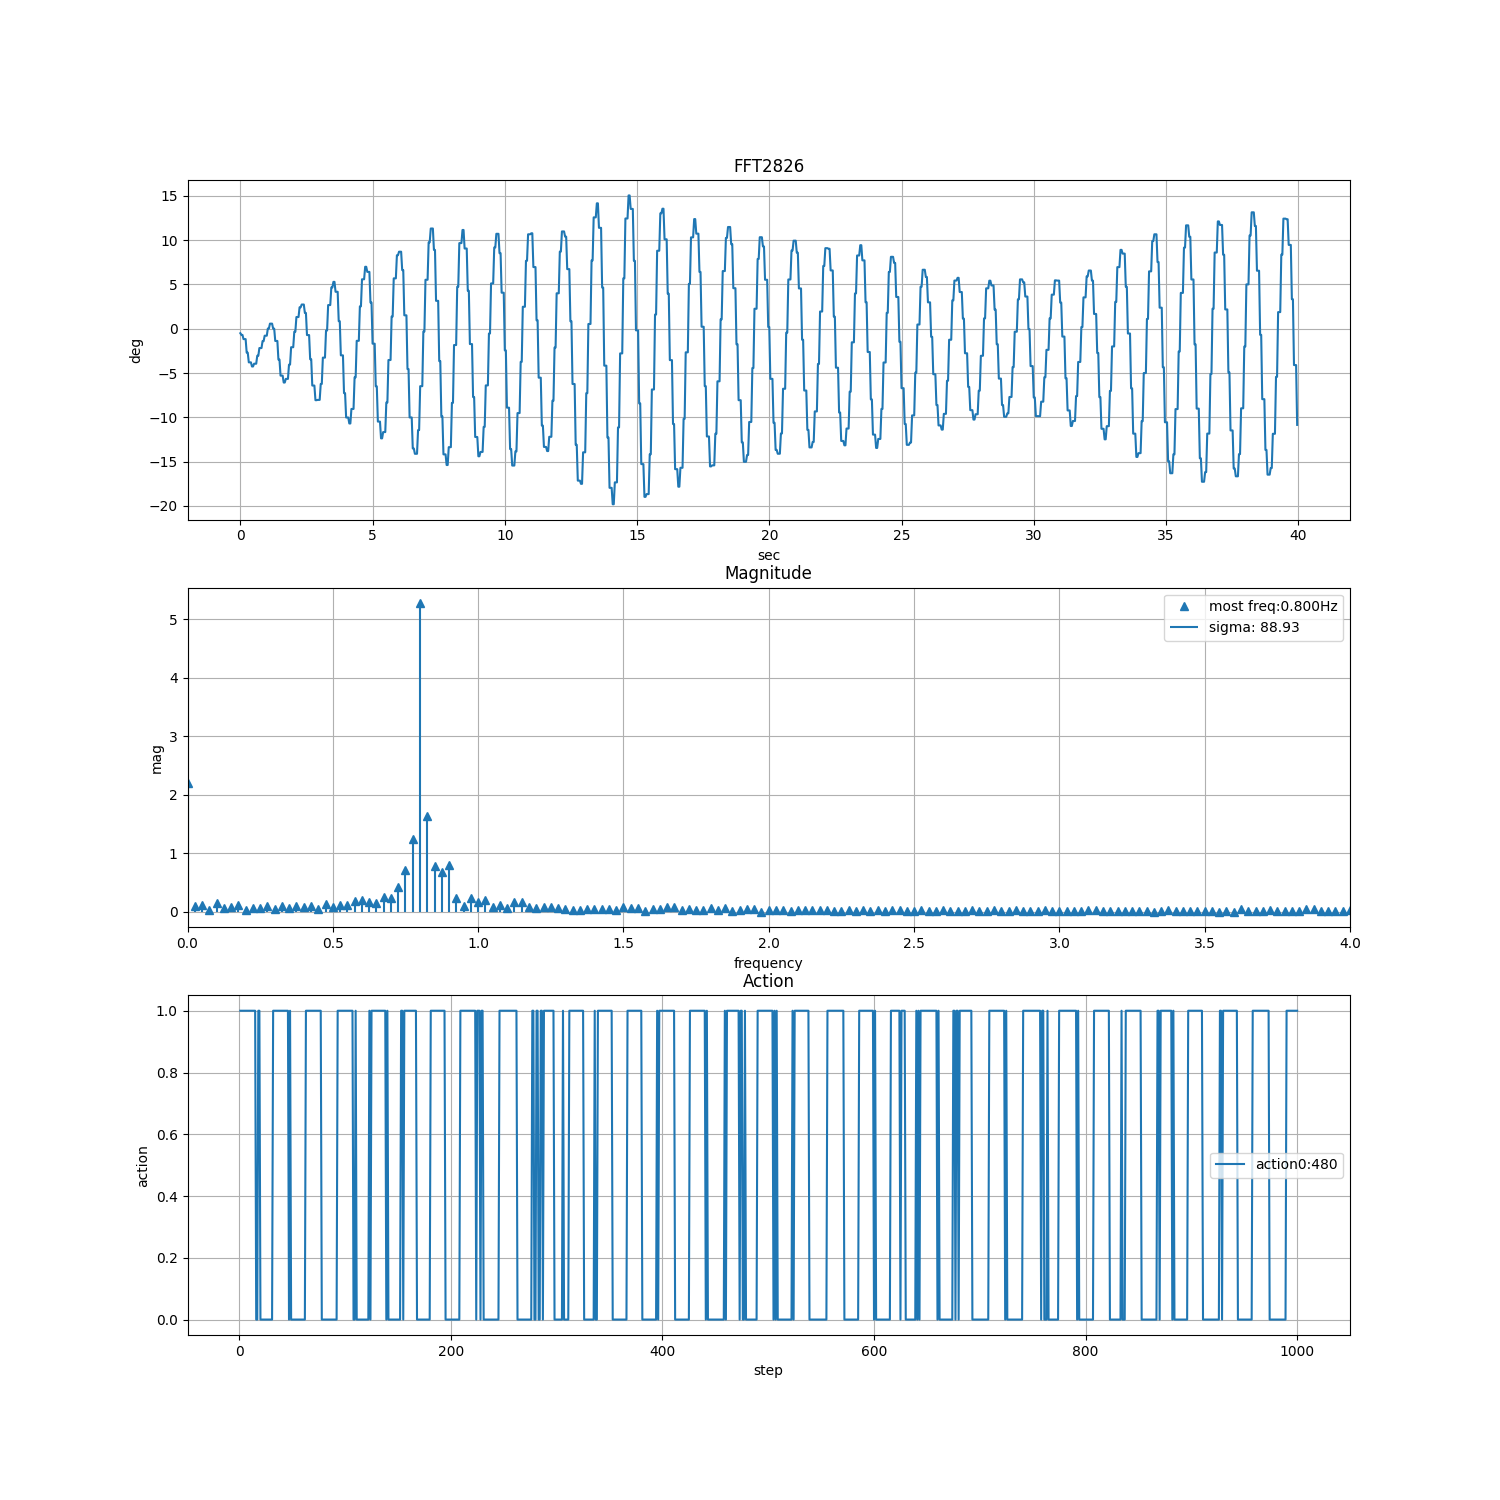 FFT2826
15
10
5
0
−5
−10
−15
−20
deg
0 5 10 15 20 25 30 35 40
sec
Magnitude
most freq:0.800Hz
sigma: 88.93
5
4
3
2
1
0
mag
0.0 0.5 1.0 1.5 2.0 2.5 3.0 3.5 4.0
frequency
Action
1.0
0.8
0.6
0.4
0.2
0.0
action
action0:480
0 200 400 600 800 1000
step